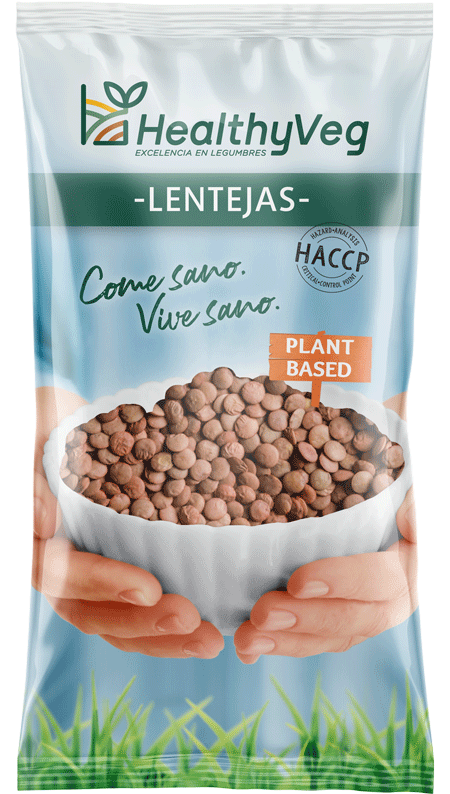 HealthyVeg
EXCELENCIA EN LEGUMBRES
-LENTEJAS-
HAZARD•ANALYSIS
HACCP
CRITICAL•CONTROL POINT
Come sano.
Vive sano.
PLANT
BASED